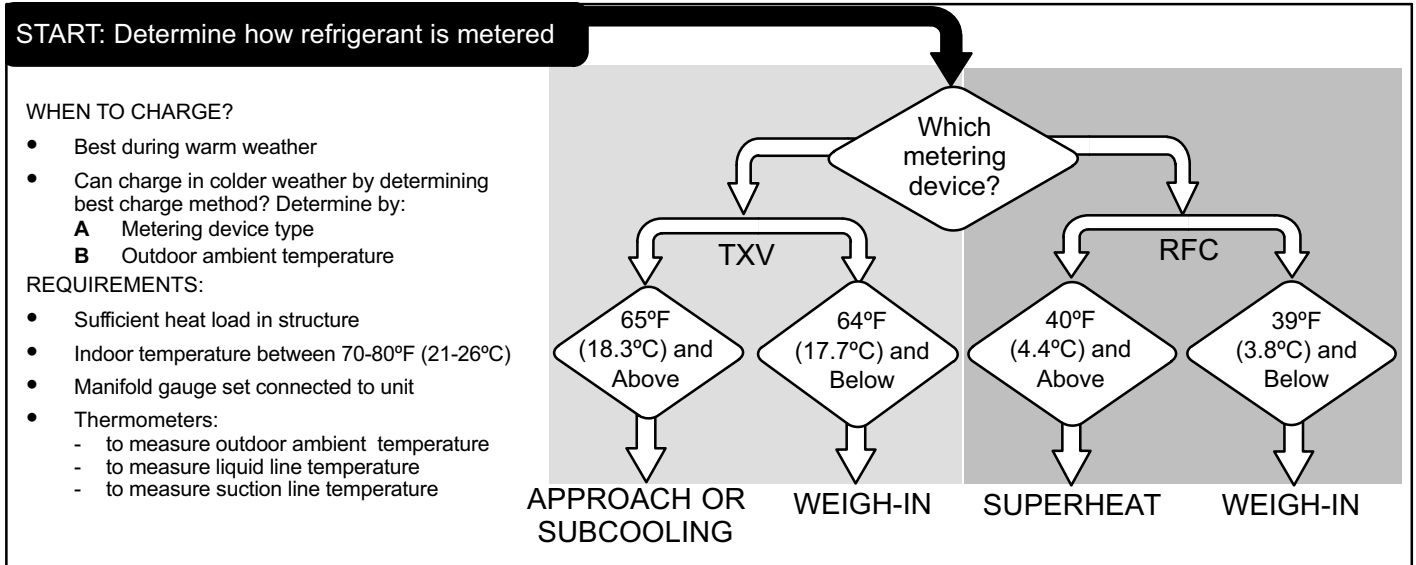 START: Determine how refrigerant is metered
WHEN TO CHARGE?
• Best during warm weather
• Can charge in colder weather by determining
best charge method? Determine by:
A Metering device type
B Outdoor ambient temperature
REQUIREMENTS:
• Sufficient heat load in structure
• Indoor temperature between 70-80ºF (21-26ºC)
• Manifold gauge set connected to unit
• Thermometers:
- to measure outdoor ambient temperature
- to measure liquid line temperature
- to measure suction line temperature
Which
metering
device?
TXV
RFC
65ºF
(18.3ºC) and
Above
64ºF
(17.7ºC) and
Below
40ºF
(4.4ºC) and
Above
39ºF
(3.8ºC) and
Below
APPROACH OR
SUBCOOLING
WEIGH-IN
SUPERHEAT
WEIGH-IN